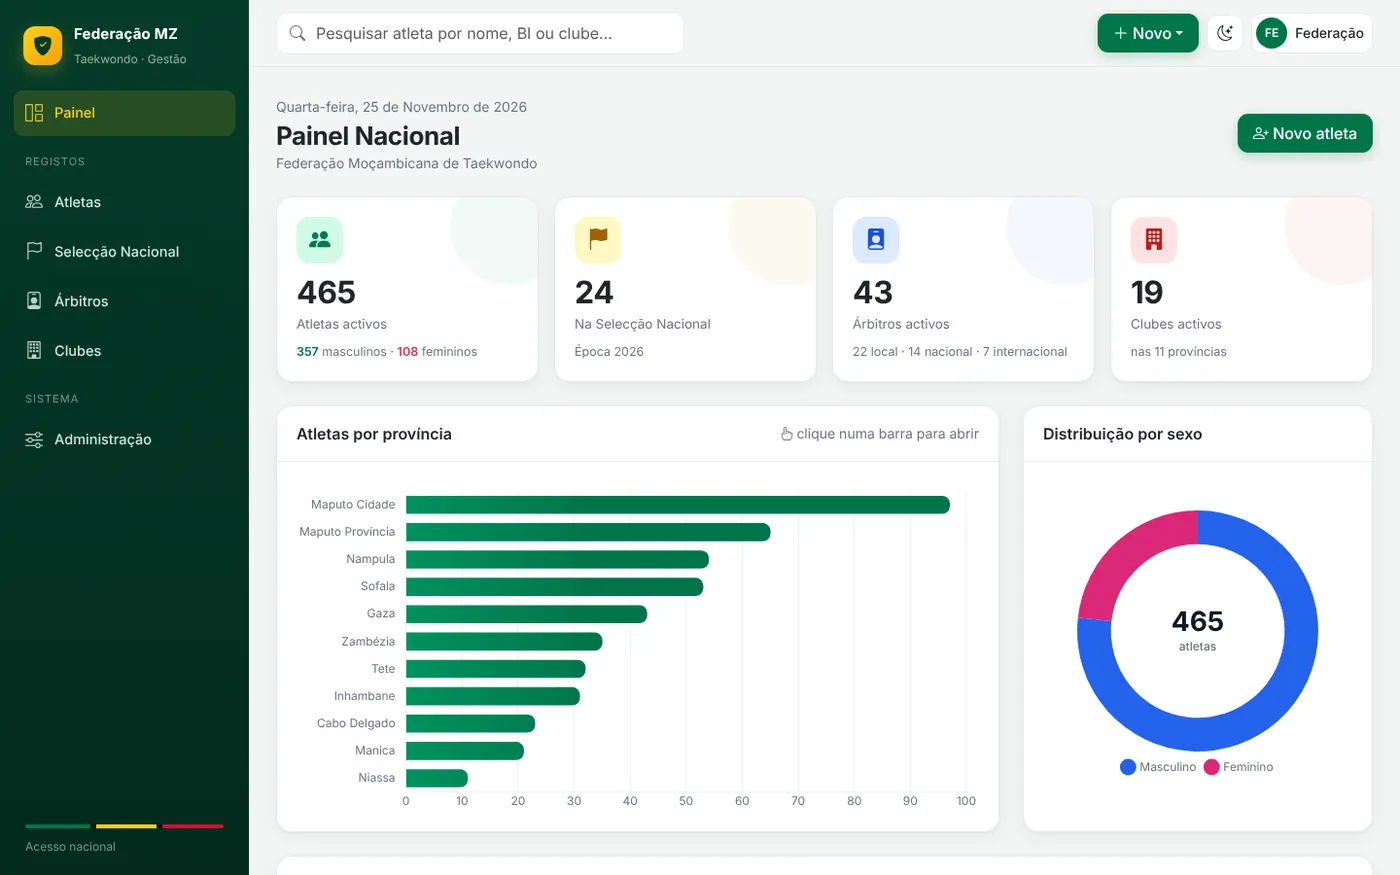 Federação MZ
Taekwondo · Gestão
Painel
REGISTOS
Atletas
Selecção Nacional
Árbitros
Clubes
SISTEMA
Administração
Acesso nacional
Pesquisar atleta por nome, BI ou clube...
Novo
FE
Federação
Quarta-feira, 25 de Novembro de 2026
Painel Nacional
Federação Moçambicana de Taekwondo
Novo atleta
465
Atletas activos
357 masculinos · 108 femininos
24
Na Selecção Nacional
Época 2026
43
Árbitros activos
22 local · 14 nacional · 7 internacional
19
Clubes activos
nas 11 províncias
Atletas por província
clique numa barra para abrir
Maputo Cidade
Maputo Província
Nampula
Sofala
Gaza
Zambézia
Tete
Inhambane
Cabo Delgado
Manica
Niassa
0 10 20 30 40 50 60 70 80 90 100
Distribuição por sexo
465
atletas
Masculino Feminino